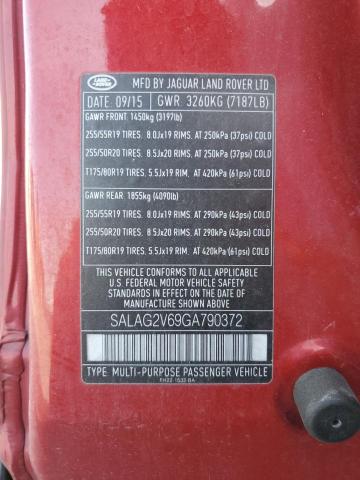 LAND-
ROVER
MFD BY JAGUAR LAND ROVER LTD
DATE 09/15 GWR 3260KG (7187LB)
GAWR FRONT: 1450kg (3197lb)
255/55R19 TIRES. 8.0Jx19 RIMS. AT 250kPa (37psi) COLD
255/50R20 TIRES. 8.5Jx20 RIMS. AT 250kPa (37psi) COLD
T175/80R19 TIRES. 5.5Jx19 RIM. AT 420kPa (61psi) COLD
GAWR REAR: 1855kg (4090lb)
255/55R19 TIRES. 8.0Jx19 RIMS. AT 290kPa (43psi) COLD
255/50R20 TIRES. 8.5Jx20 RIMS. AT 290kPa (43psi) COLD
T175/80R19 TIRES. 5.5Jx19 RIM. AT 420kPa (61psi) COLD
THIS VEHICLE CONFORMS TO ALL APPLICABLE
U.S. FEDERAL MOTOR VEHICLE SAFETY AND
THEFT PREVENTION STANDARDS IN EFFECT ON
THE DATE OF MANUFACTURE SHOWN ABOVE
SALAG2V69GA790372
TYPE: MULTI-PURPOSE PASSENGER VEHICLE